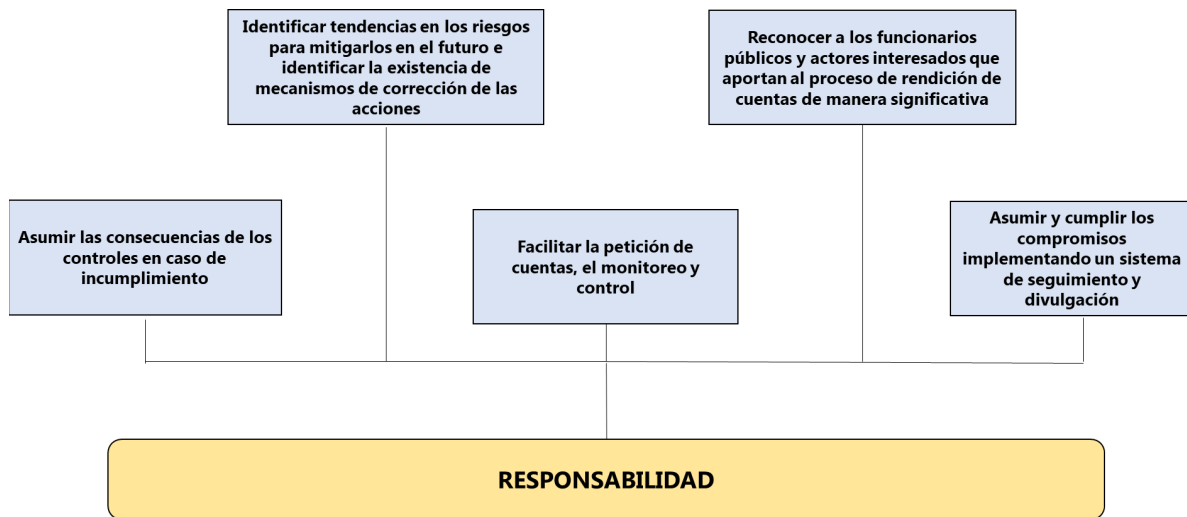 Identificar tendencias en los riesgos
para mitigarlos en el futuro e
identificar la existencia de
mecanismos de corrección de las
acciones
Reconocer a los funcionarios
públicos y actores interesados que
aportan al proceso de rendición de
cuentas de manera significativa
Asumir las consecuencias de los
controles en caso de
incumplimiento
Facilitar la petición de
cuentas, el monitoreo y
control
Asumir y cumplir los
compromisos
implementando un sistema
de seguimiento y
divulgación
RESPONSABILIDAD